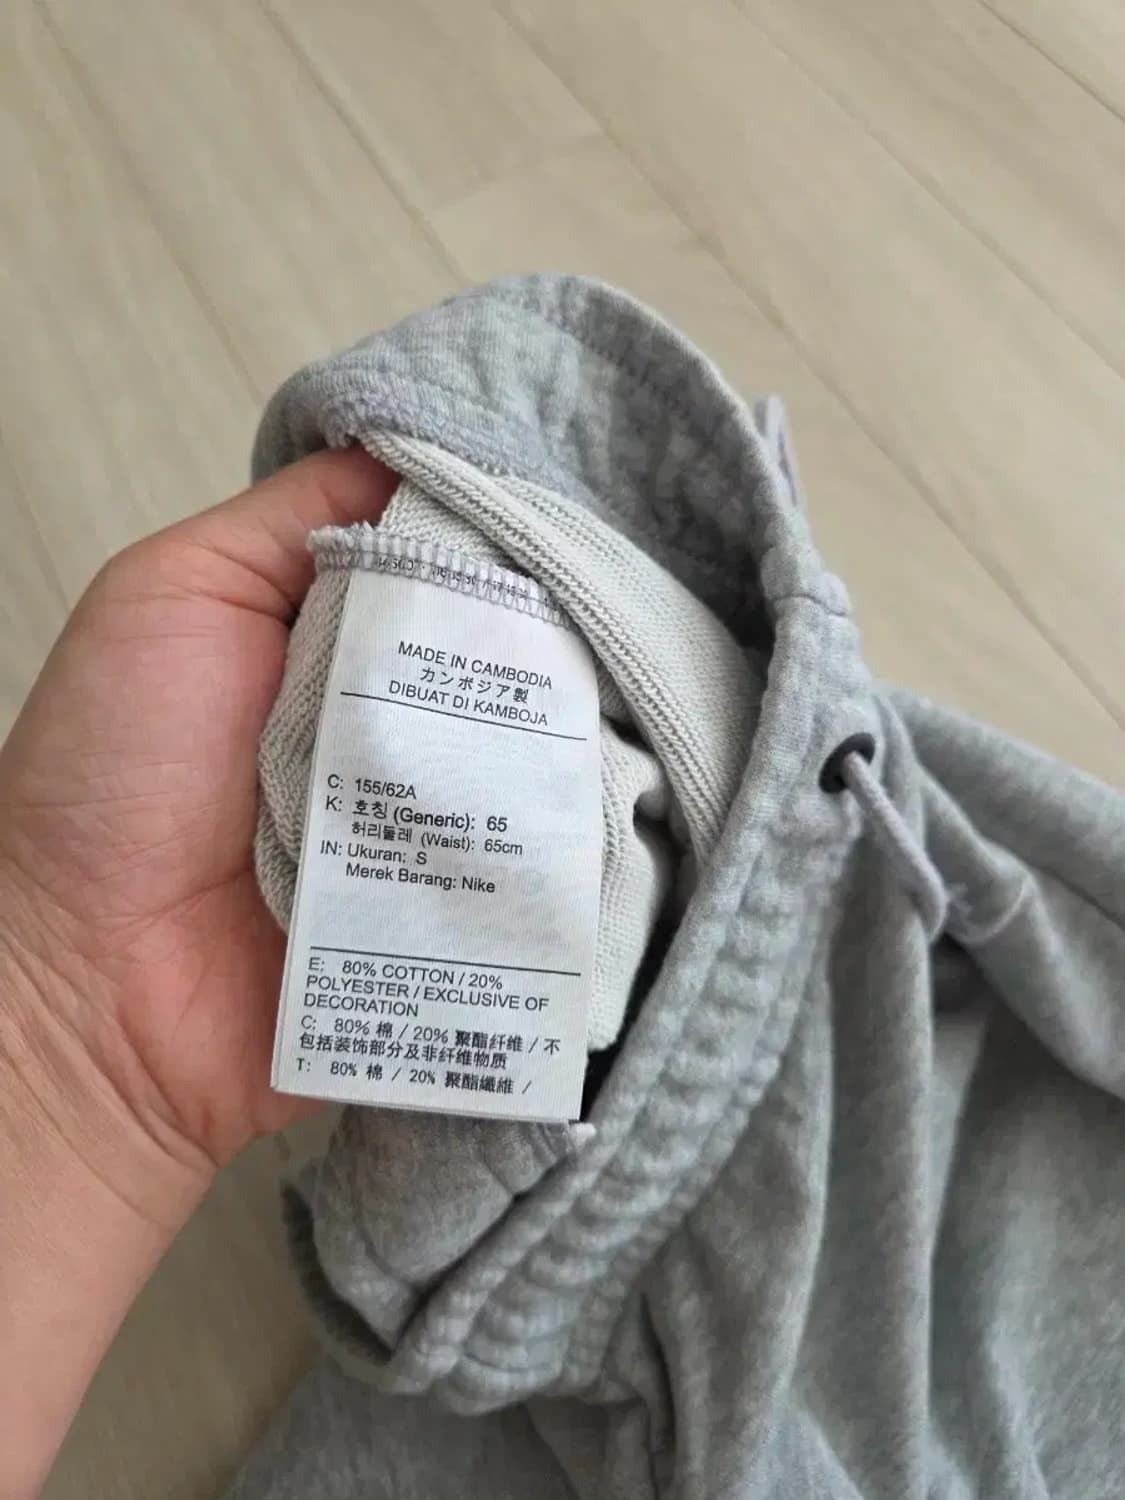 MADE IN CAMBODIA
カンボジア製
DIBUAT DI KAMBOJA
C: 155/62A
K: 호칭 (Generic): 65
허리둘레 (Waist): 65cm
IN: Ukuran: S
Merek Barang: Nike
E: 80% COTTON / 20%
POLYESTER / EXCLUSIVE OF
DECORATION
C: 80% 棉 / 20% 聚酯纤维 / 不
包括装饰部分及非纤维物质
T: 80% 棉 / 20% 聚酯纖維 /